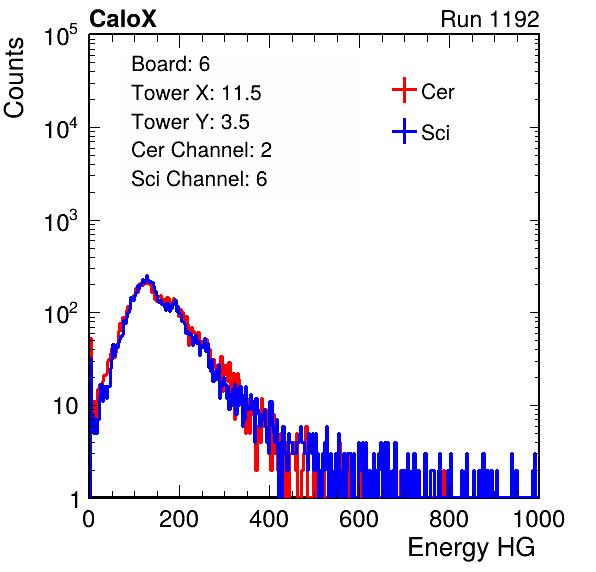 CaloX Run 1192
Counts
10^5
10^4
10^3
10^2
10
1
Board: 6
Tower X: 11.5
Tower Y: 3.5
Cer Channel: 2
Sci Channel: 6
Cer
Sci
0 200 400 600 800 1000
Energy HG